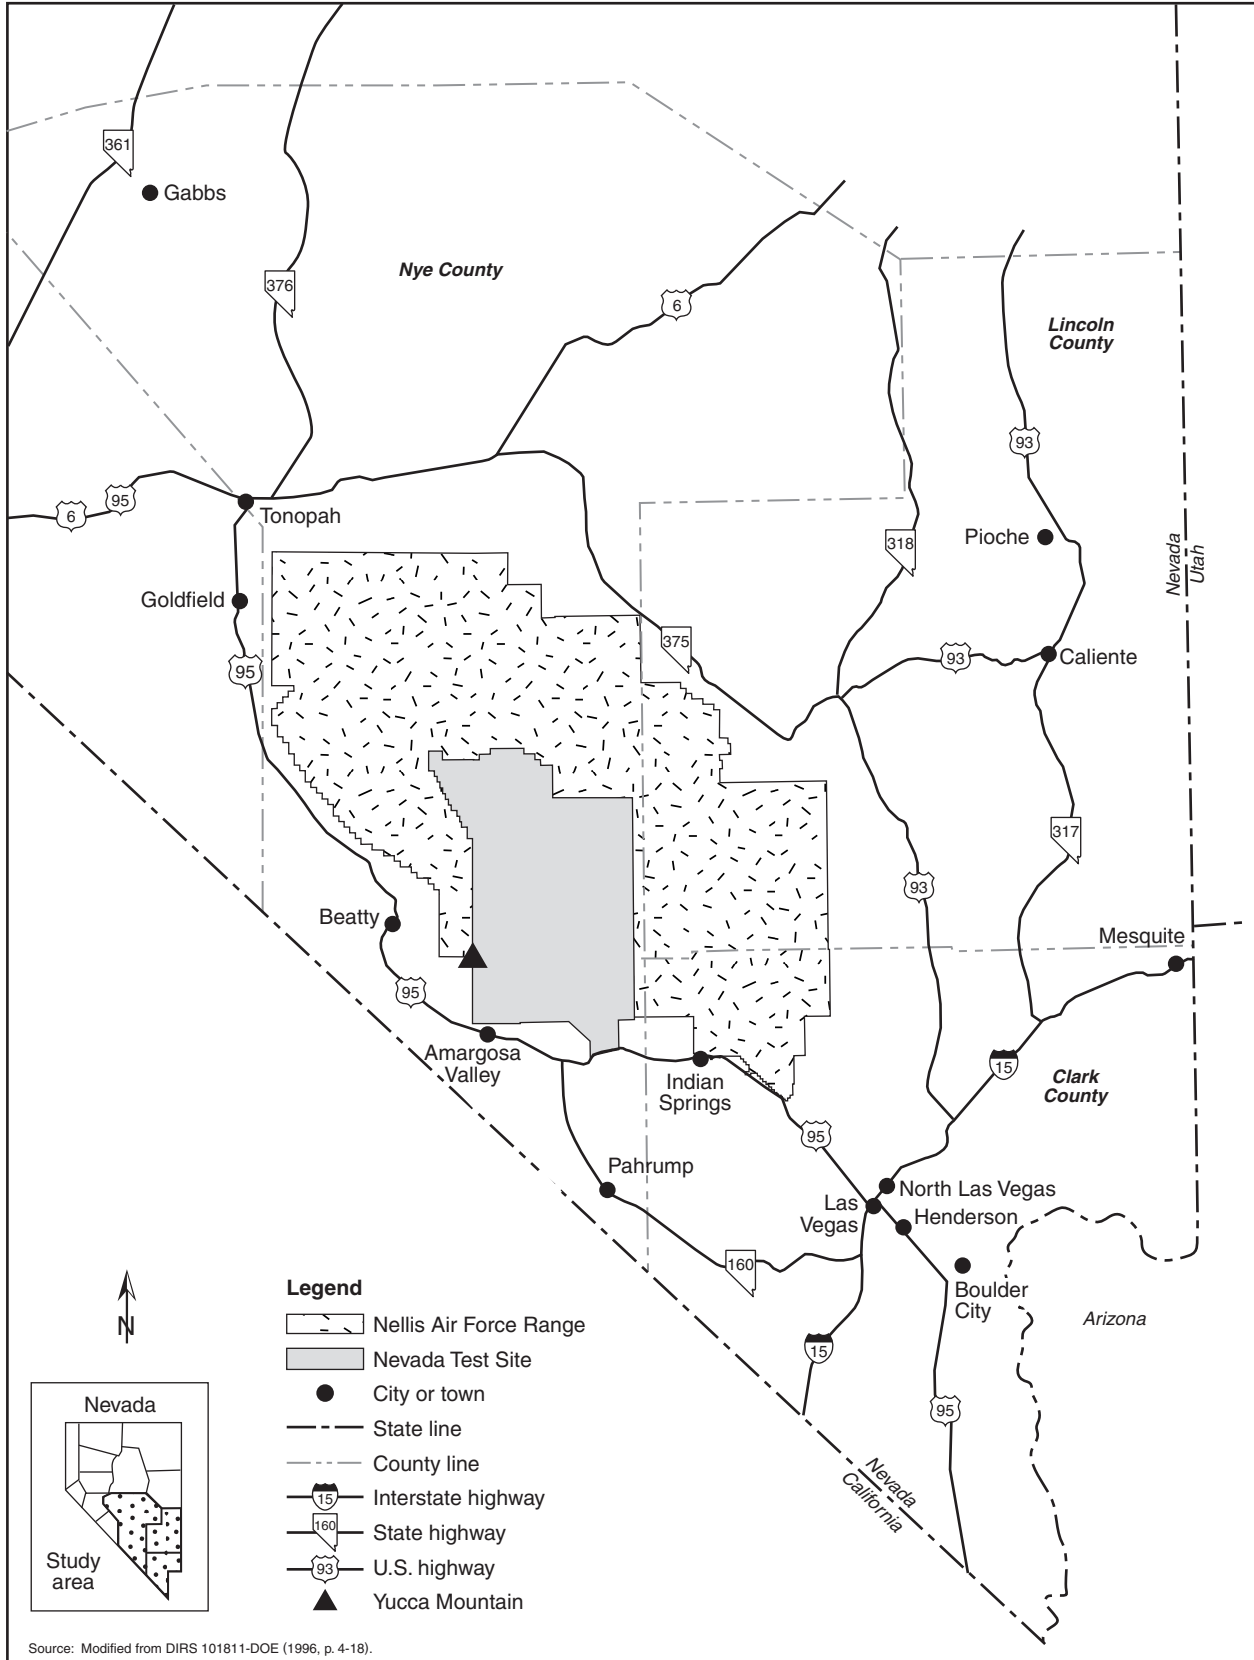 361
Gabbs
376
Nye County
6
Lincoln
County
93
95
6
Tonopah
318
Pioche
Nevada
Utah
Goldfield
375
95
93
Caliente
317
93
Beatty
Mesquite
95
Amargosa
Valley
Indian
Springs
15
Clark
County
95
Pahrump
North Las Vegas
Las
Vegas
Henderson
160
Boulder
City
Arizona
15
95
Nevada
California
N
Legend
Nellis Air Force Range
Nevada Test Site
City or town
State line
County line
15
Interstate highway
160
State highway
93
U.S. highway
Yucca Mountain
Nevada
Study
area
Source: Modified from DIRS 101811-DOE (1996, p. 4-18).